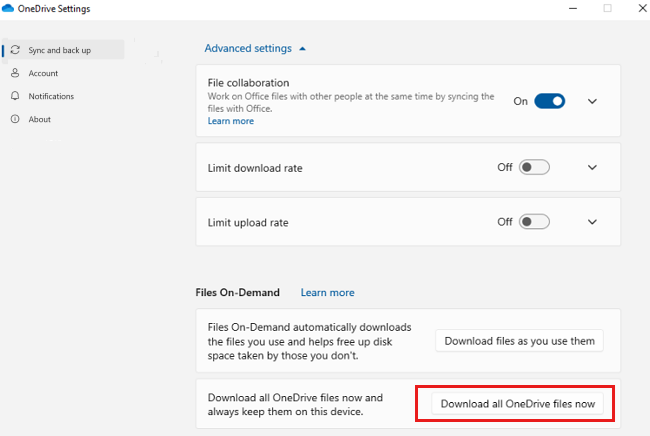 OneDrive Settings
Sync and back up
Account
Notifications
About
Advanced settings
File collaboration
Work on Office files with other people at the same time by syncing the
files with Office.
Learn more
On
Limit download rate
Off
Limit upload rate
Off
Files On-Demand Learn more
Files On-Demand automatically downloads
the files you use and helps free up disk
space taken by those you don't.
Download files as you use them
Download all OneDrive files now and
always keep them on this device.
Download all OneDrive files now